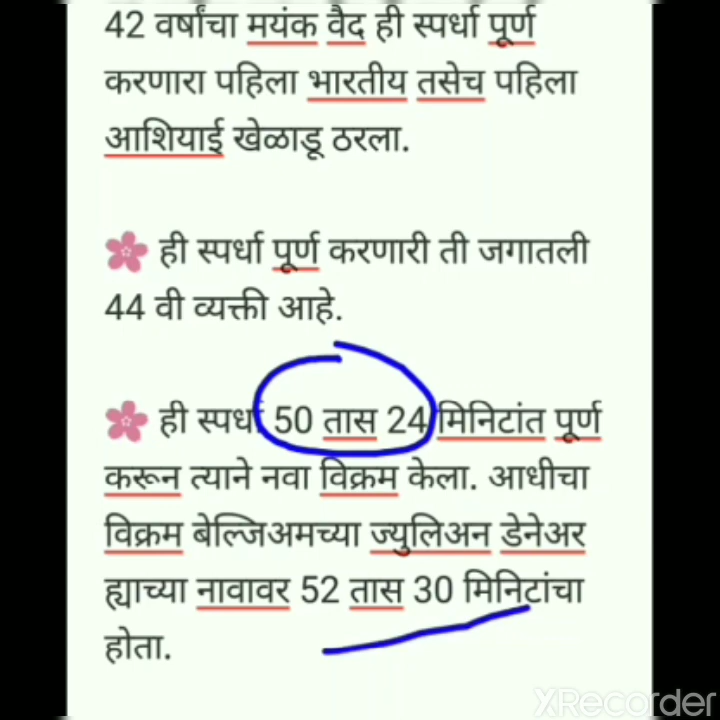 42 वर्षांचा मयंक वैद ही स्पर्धा पूर्ण
करणारा पहिला भारतीय तसेच पहिला
आशियाई खेळाडू ठरला.
ही स्पर्धा पूर्ण करणारी ती जगातली
44 वी व्यक्ती आहे.
ही स्पर्धा 50 तास 24 मिनिटांत पूर्ण
करून त्याने नवा विक्रम केला. आधीचा
विक्रम बेल्जिअमच्या ज्युलिअन डेनेअर
ह्याच्या नावावर 52 तास 30 मिनिटांचा
होता.
XRecorder